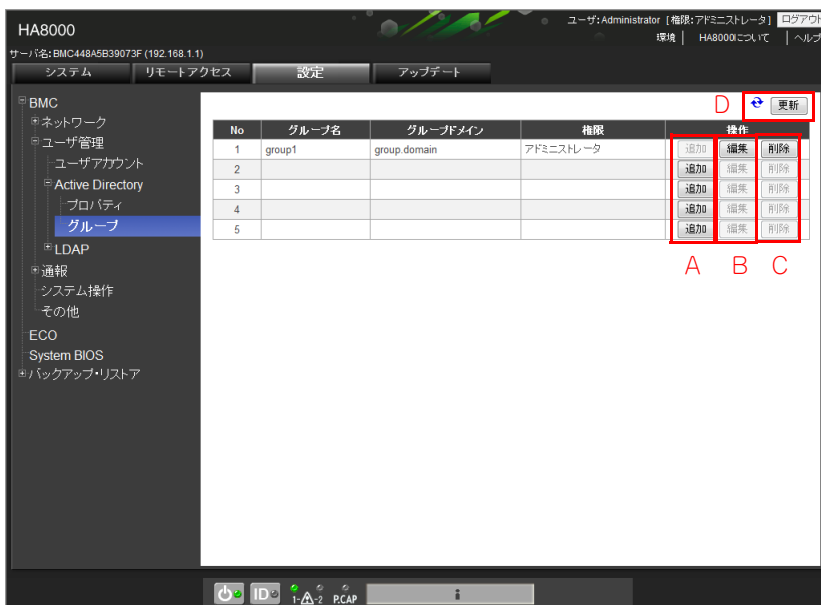 HA8000
ユーザ:Administrator [権限:アドミニストレータ] ログアウト
環境 | HA8000について | ヘルプ
サーバ名:BMC448A5B39073F (192.168.1.1)
システム リモートアクセス 設定 アップデート
BMC
ネットワーク
ユーザ管理
ユーザアカウント
Active Directory
プロパティ
グループ
LDAP
通報
システム操作
その他
ECO
System BIOS
バックアップ・リストア
D 更新
No グループ名 グループドメイン 権限 操作
1 group1 group.domain アドミニストレータ 追加 編集 削除
2 追加 編集 削除
3 追加 編集 削除
4 追加 編集 削除
5 追加 編集 削除
A B C
ID 1-2 P.CAP i